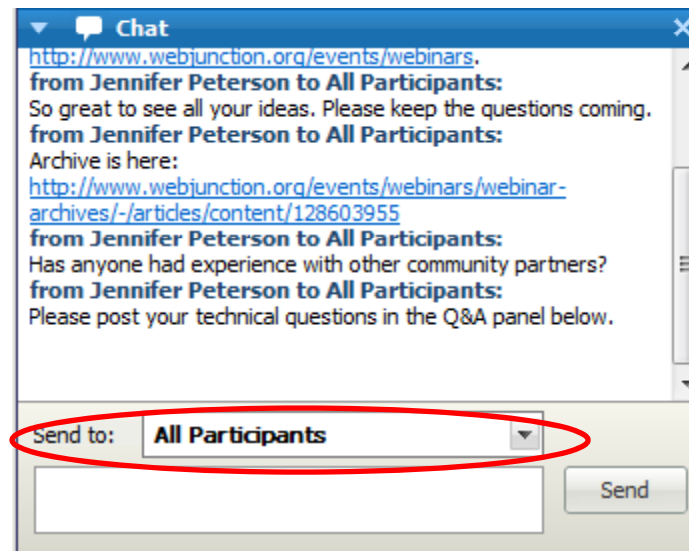 Chat
http://www.webjunction.org/events/webinars.
from Jennifer Peterson to All Participants:
So great to see all your ideas. Please keep the questions coming.
from Jennifer Peterson to All Participants:
Archive is here:
http://www.webjunction.org/events/webinars/webinar-
archives/-/articles/content/128603955
from Jennifer Peterson to All Participants:
Has anyone had experience with other community partners?
from Jennifer Peterson to All Participants:
Please post your technical questions in the Q&A panel below.
Send to: All Participants
Send